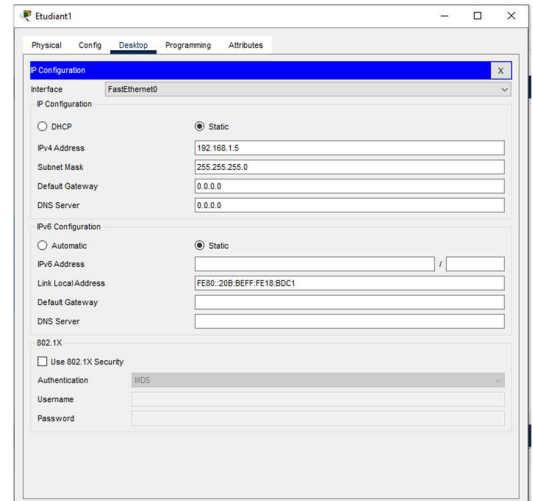 Etudiant1
Physical Config Desktop Programming Attributes
IP Configuration X
Interface FastEthernet0
IP Configuration
DHCP Static
IPv4 Address 192.168.1.5
Subnet Mask 255.255.255.0
Default Gateway 0.0.0.0
DNS Server 0.0.0.0
IPv6 Configuration
Automatic Static
IPv6 Address /
Link Local Address FE80::20B:BEFF:FE18:BDC1
Default Gateway
DNS Server
802.1X
Use 802.1X Security
Authentication MD5
Username
Password